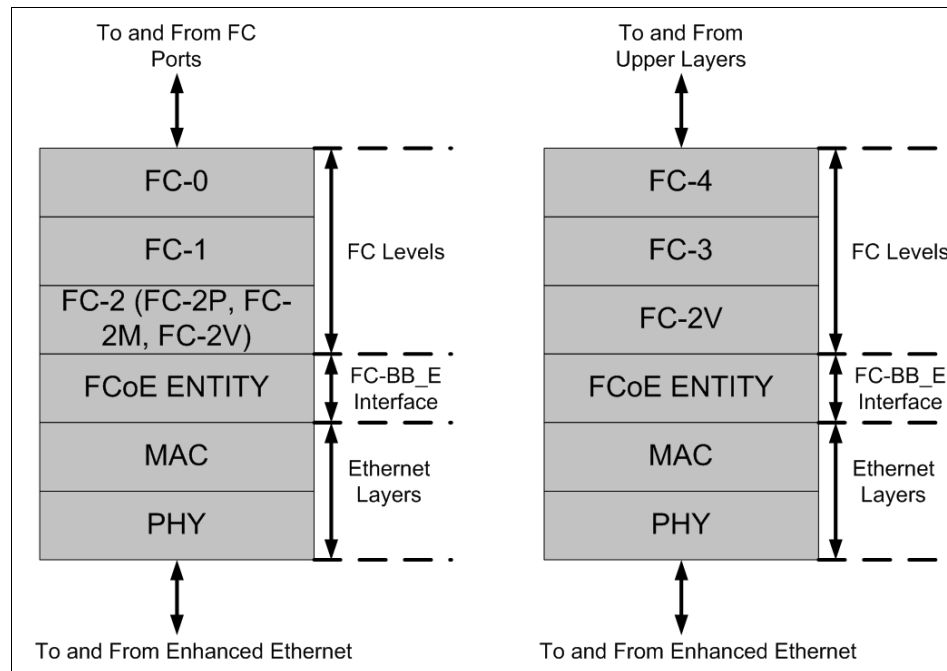 To and From FC
Ports
FC-0
FC-1
FC-2 (FC-2P, FC-
2M, FC-2V)
FCoE ENTITY
MAC
PHY
FC Levels
FC-BB_E
Interface
Ethernet
Layers
To and From Enhanced Ethernet
To and From
Upper Layers
FC-4
FC-3
FC-2V
FCoE ENTITY
MAC
PHY
FC Levels
FC-BB_E
Interface
Ethernet
Layers
To and From Enhanced Ethernet